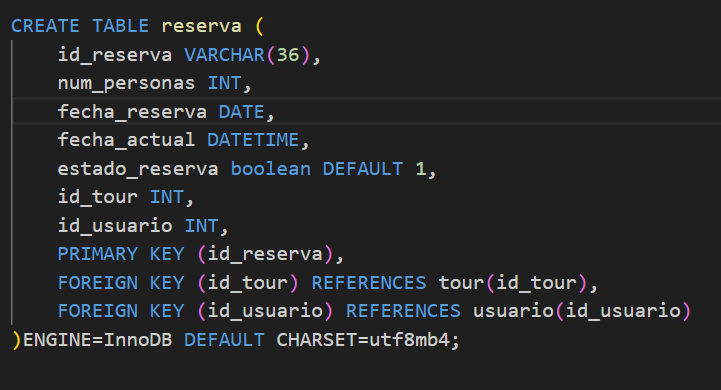 CREATE TABLE reserva (
id_reserva VARCHAR(36),
num_personas INT,
fecha_reserva DATE,
fecha_actual DATETIME,
estado_reserva boolean DEFAULT 1,
id_tour INT,
id_usuario INT,
PRIMARY KEY (id_reserva),
FOREIGN KEY (id_tour) REFERENCES tour(id_tour),
FOREIGN KEY (id_usuario) REFERENCES usuario(id_usuario)
)ENGINE=InnoDB DEFAULT CHARSET=utf8mb4;